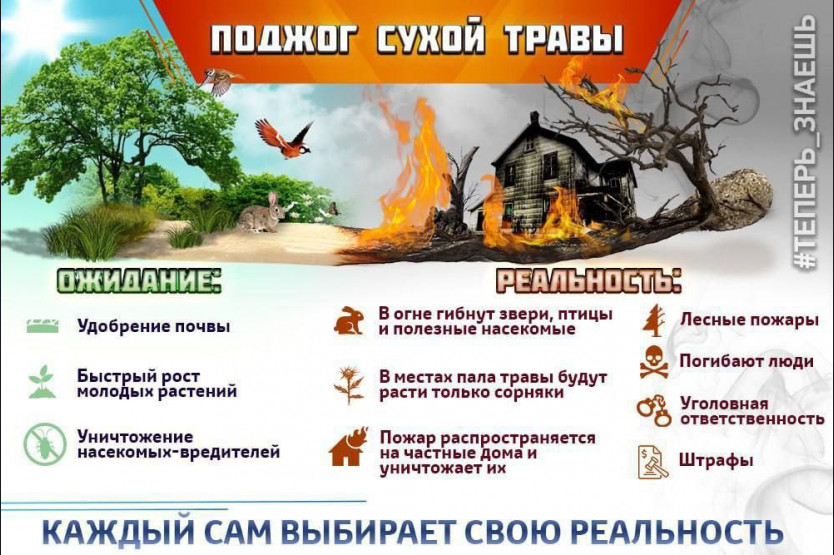 ПОДЖОГ СУХОЙ ТРАВЫ
#ТЕПЕРЬ_ЗНАЕШЬ
ОЖИДАНИЕ:
Удобрение почвы
Быстрый рост
молодых растений
Уничтожение
насекомых-вредителей
РЕАЛЬНОСТЬ:
В огне гибнут звери, птицы
и полезные насекомые
В местах пала травы будут
расти только сорняки
Пожар распространяется
на частные дома и
уничтожает их
Лесные пожары
Погибают люди
Уголовная
ответственность
Штрафы
КАЖДЫЙ САМ ВЫБИРАЕТ СВОЮ РЕАЛЬНОСТЬ